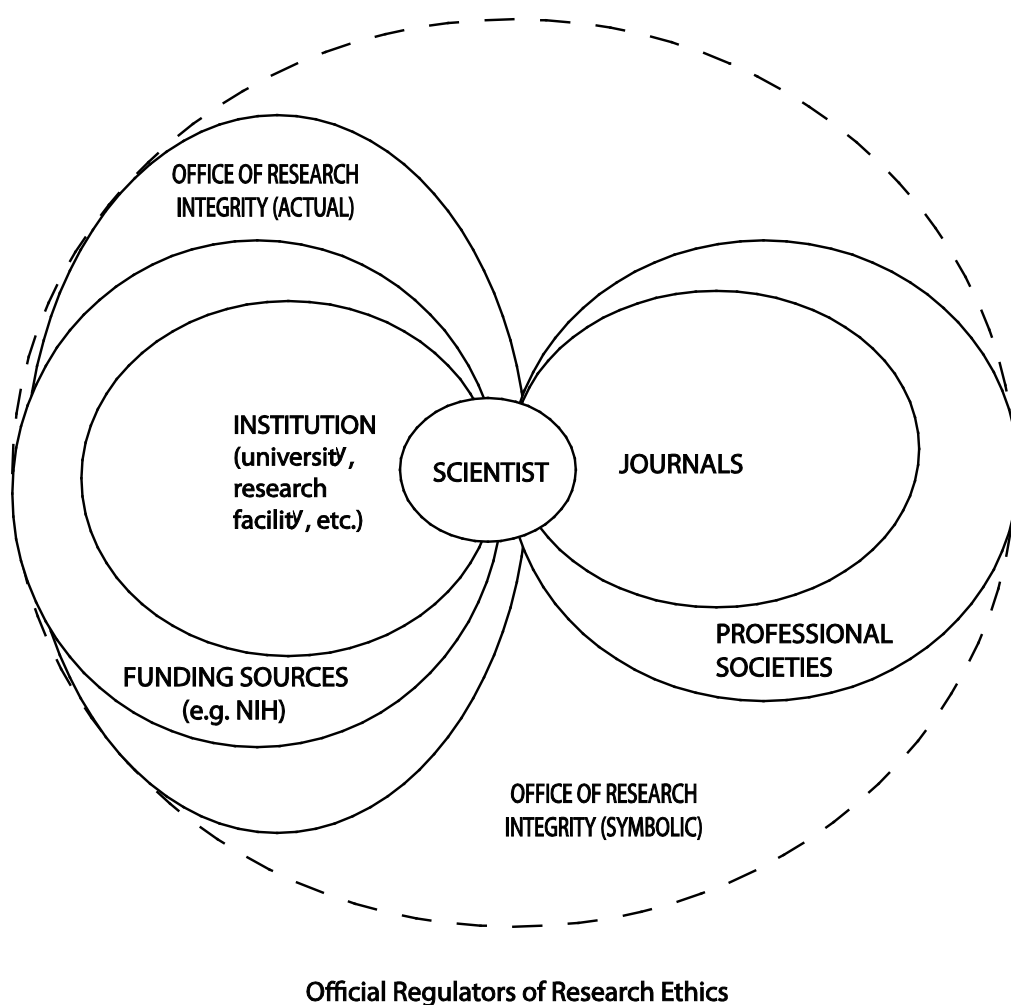 OFFICE OF RESEARCH
INTEGRITY (ACTUAL)
INSTITUTION
(university,
research
facility, etc.)
SCIENTIST
JOURNALS
PROFESSIONAL
SOCIETIES
FUNDING SOURCES
(e.g. NIH)
OFFICE OF RESEARCH
INTEGRITY (SYMBOLIC)
Official Regulators of Research Ethics